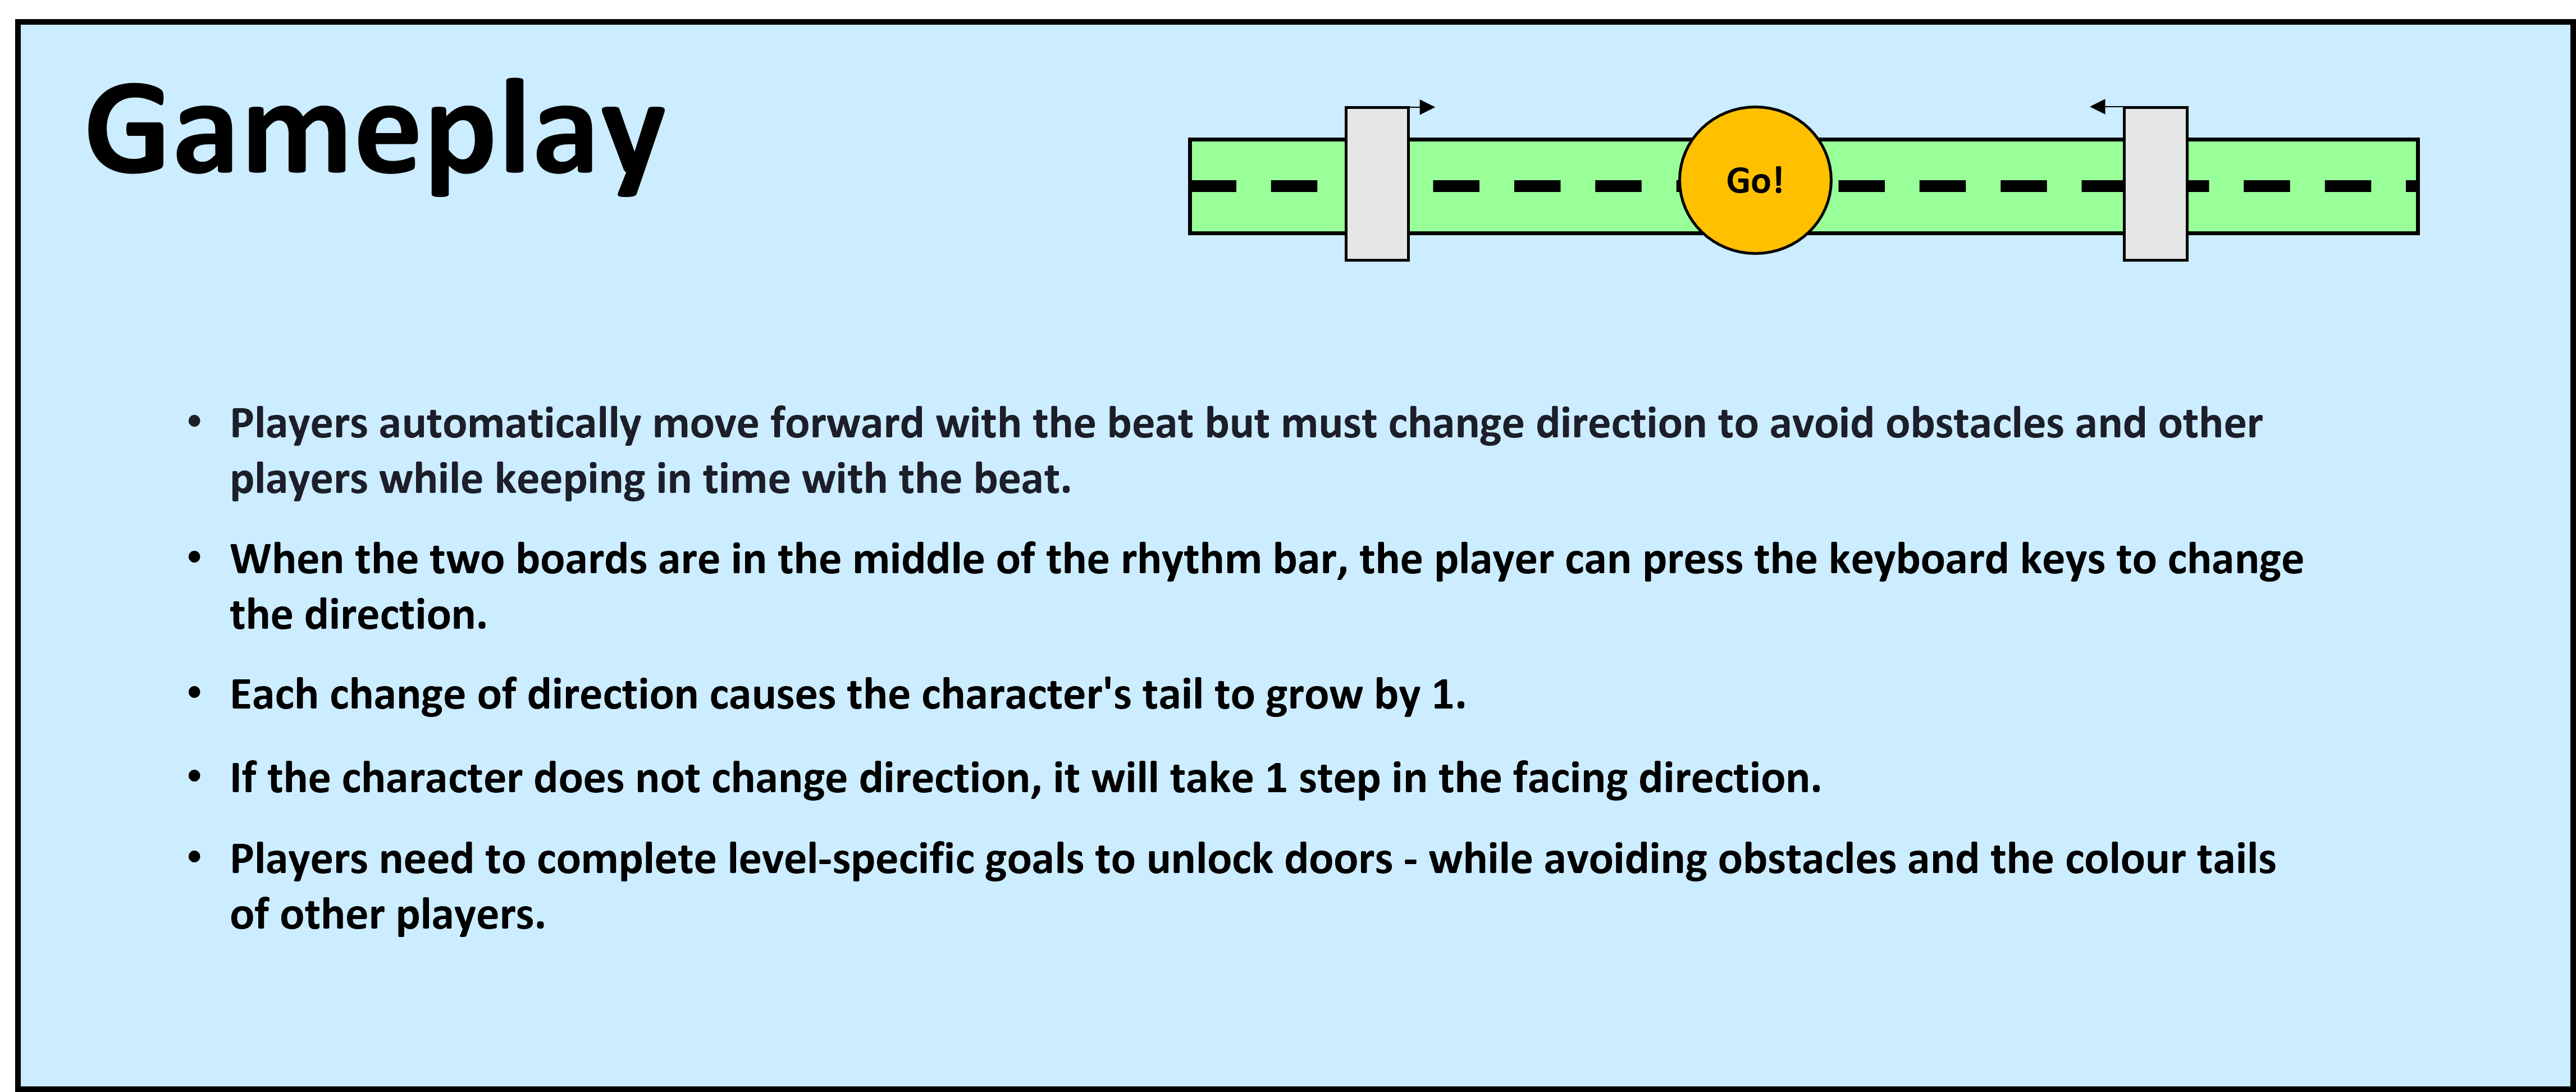 Gameplay
Go!
• Players automatically move forward with the beat but must change direction to avoid obstacles and other
players while keeping in time with the beat.
• When the two boards are in the middle of the rhythm bar, the player can press the keyboard keys to change
the direction.
• Each change of direction causes the character's tail to grow by 1.
• If the character does not change direction, it will take 1 step in the facing direction.
• Players need to complete level-specific goals to unlock doors - while avoiding obstacles and the colour tails
of other players.